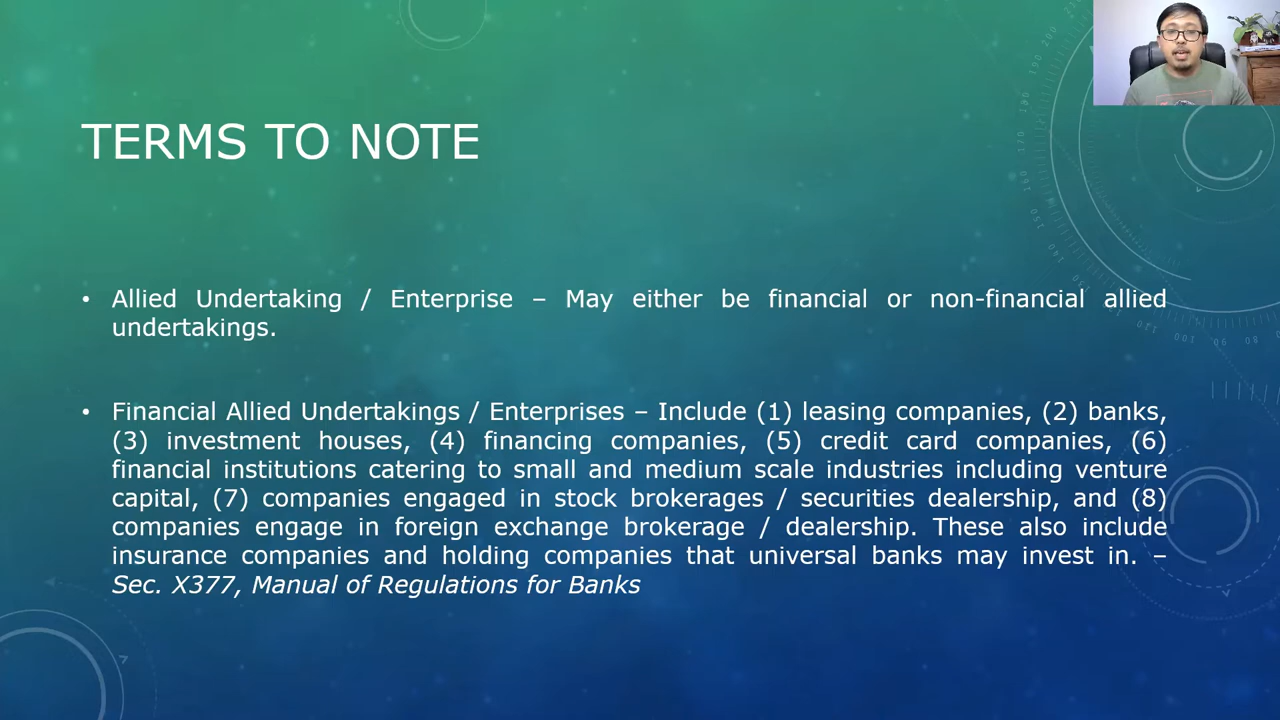 TERMS TO NOTE
• Allied Undertaking / Enterprise – May either be financial or non-financial allied
undertakings.
• Financial Allied Undertakings / Enterprises – Include (1) leasing companies, (2) banks,
(3) investment houses, (4) financing companies, (5) credit card companies, (6)
financial institutions catering to small and medium scale industries including venture
capital, (7) companies engaged in stock brokerages / securities dealership, and (8)
companies engage in foreign exchange brokerage / dealership. These also include
insurance companies and holding companies that universal banks may invest in. –
Sec. X377, Manual of Regulations for Banks